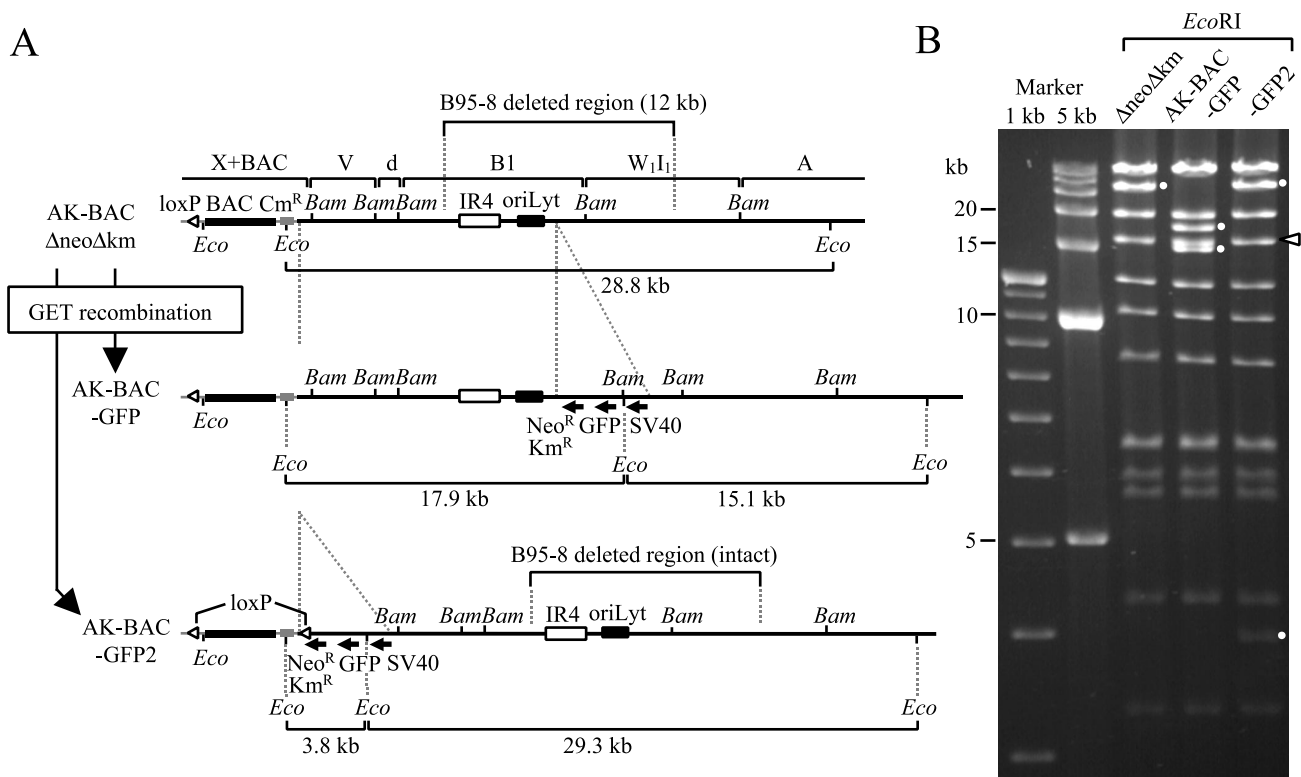 A
B95-8 deleted region (12 kb)
X+BAC V d B1 W₁I₁ A
loxP BAC Cmᴿ Bam Bam Bam IR4 oriLyt Bam Bam
AK-BAC
ΔneoΔkm
Eco Eco Eco
28.8 kb
GET recombination
AK-BAC
-GFP
Bam Bam Bam Bam Bam Bam
Eco
Neoᴿ GFP SV40
Kmᴿ
Eco Eco Eco
17.9 kb 15.1 kb
B95-8 deleted region (intact)
loxP
Bam Bam Bam IR4 oriLyt Bam Bam
AK-BAC
-GFP2
Eco
Neoᴿ GFP SV40
Kmᴿ
Eco Eco Eco
3.8 kb 29.3 kb
B
EcoRI
ΔneoΔkm
AK-BAC
-GFP
-GFP2
Marker
1 kb 5 kb
kb
20
15
10
5